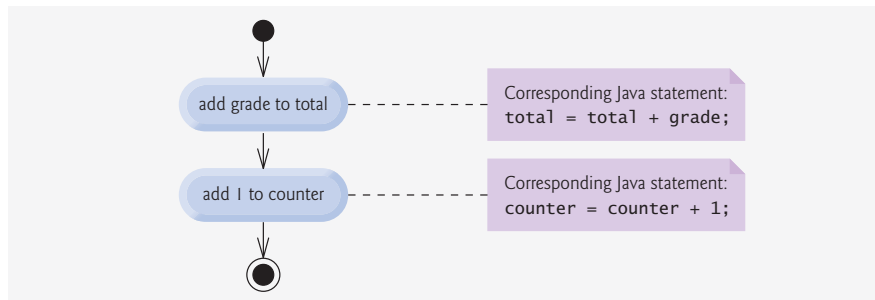 add grade to total
Corresponding Java statement:
total = total + grade;
add 1 to counter
Corresponding Java statement:
counter = counter + 1;